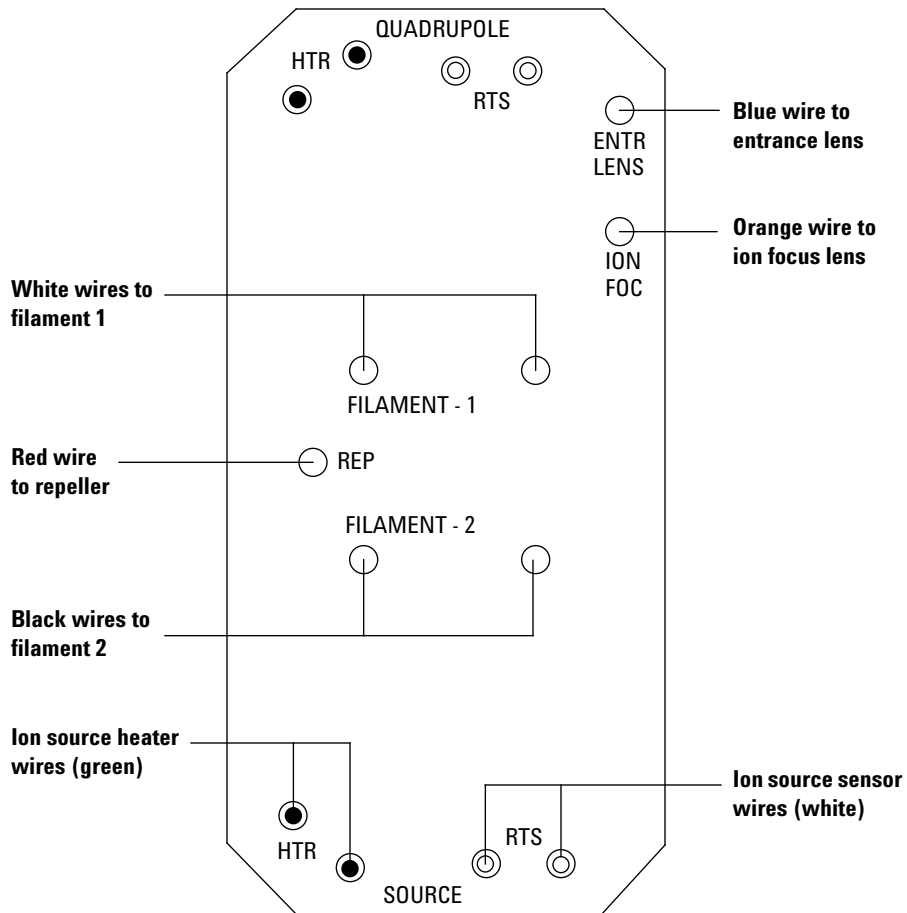 QUADRUPOLE
HTR
RTS
ENTR
LENS
Blue wire to
entrance lens
ION
FOC
Orange wire to
ion focus lens
White wires to
filament 1
FILAMENT - 1
Red wire
to repeller
REP
FILAMENT - 2
Black wires to
filament 2
Ion source heater
wires (green)
HTR
RTS
Ion source sensor
wires (white)
SOURCE